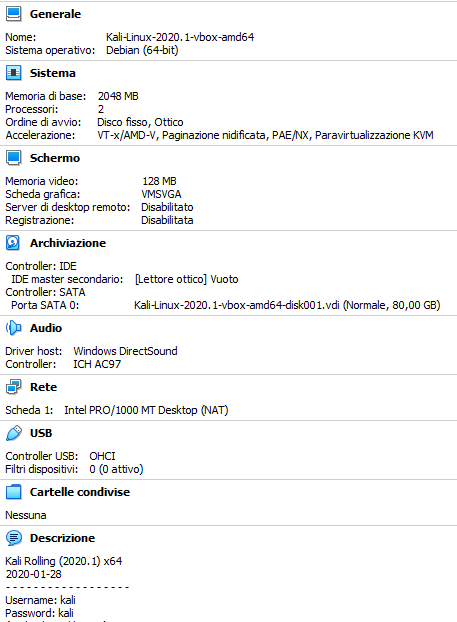 Generale
Nome: Kali-Linux-2020.1-vbox-amd64
Sistema operativo: Debian (64-bit)
Sistema
Memoria di base: 2048 MB
Processori: 2
Ordine di avvio: Disco fisso, Ottico
Accelerazione: VT-x/AMD-V, Paginazione nidificata, PAE/NX, Paravirtualizzazione KVM
Schermo
Memoria video: 128 MB
Scheda grafica: VMSVGA
Server di desktop remoto: Disabilitato
Registrazione: Disabilitata
Archiviazione
Controller: IDE
IDE master secondario: [Lettore ottico] Vuoto
Controller: SATA
Porta SATA 0: Kali-Linux-2020.1-vbox-amd64-disk001.vdi (Normale, 80,00 GB)
Audio
Driver host: Windows DirectSound
Controller: ICH AC97
Rete
Scheda 1: Intel PRO/1000 MT Desktop (NAT)
USB
Controller USB: OHCI
Filtri dispositivi: 0 (0 attivo)
Cartelle condivise
Nessuna
Descrizione
Kali Rolling (2020.1) x64
2020-01-28
- - - - - - - - - - - - - - - - - -
Username: kali
Password: kali